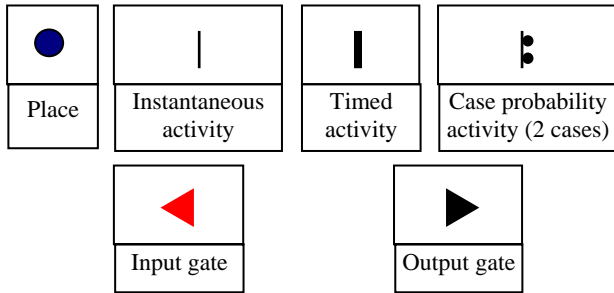 Place
Instantaneous
activity
Timed
activity
Case probability
activity (2 cases)
Input gate
Output gate